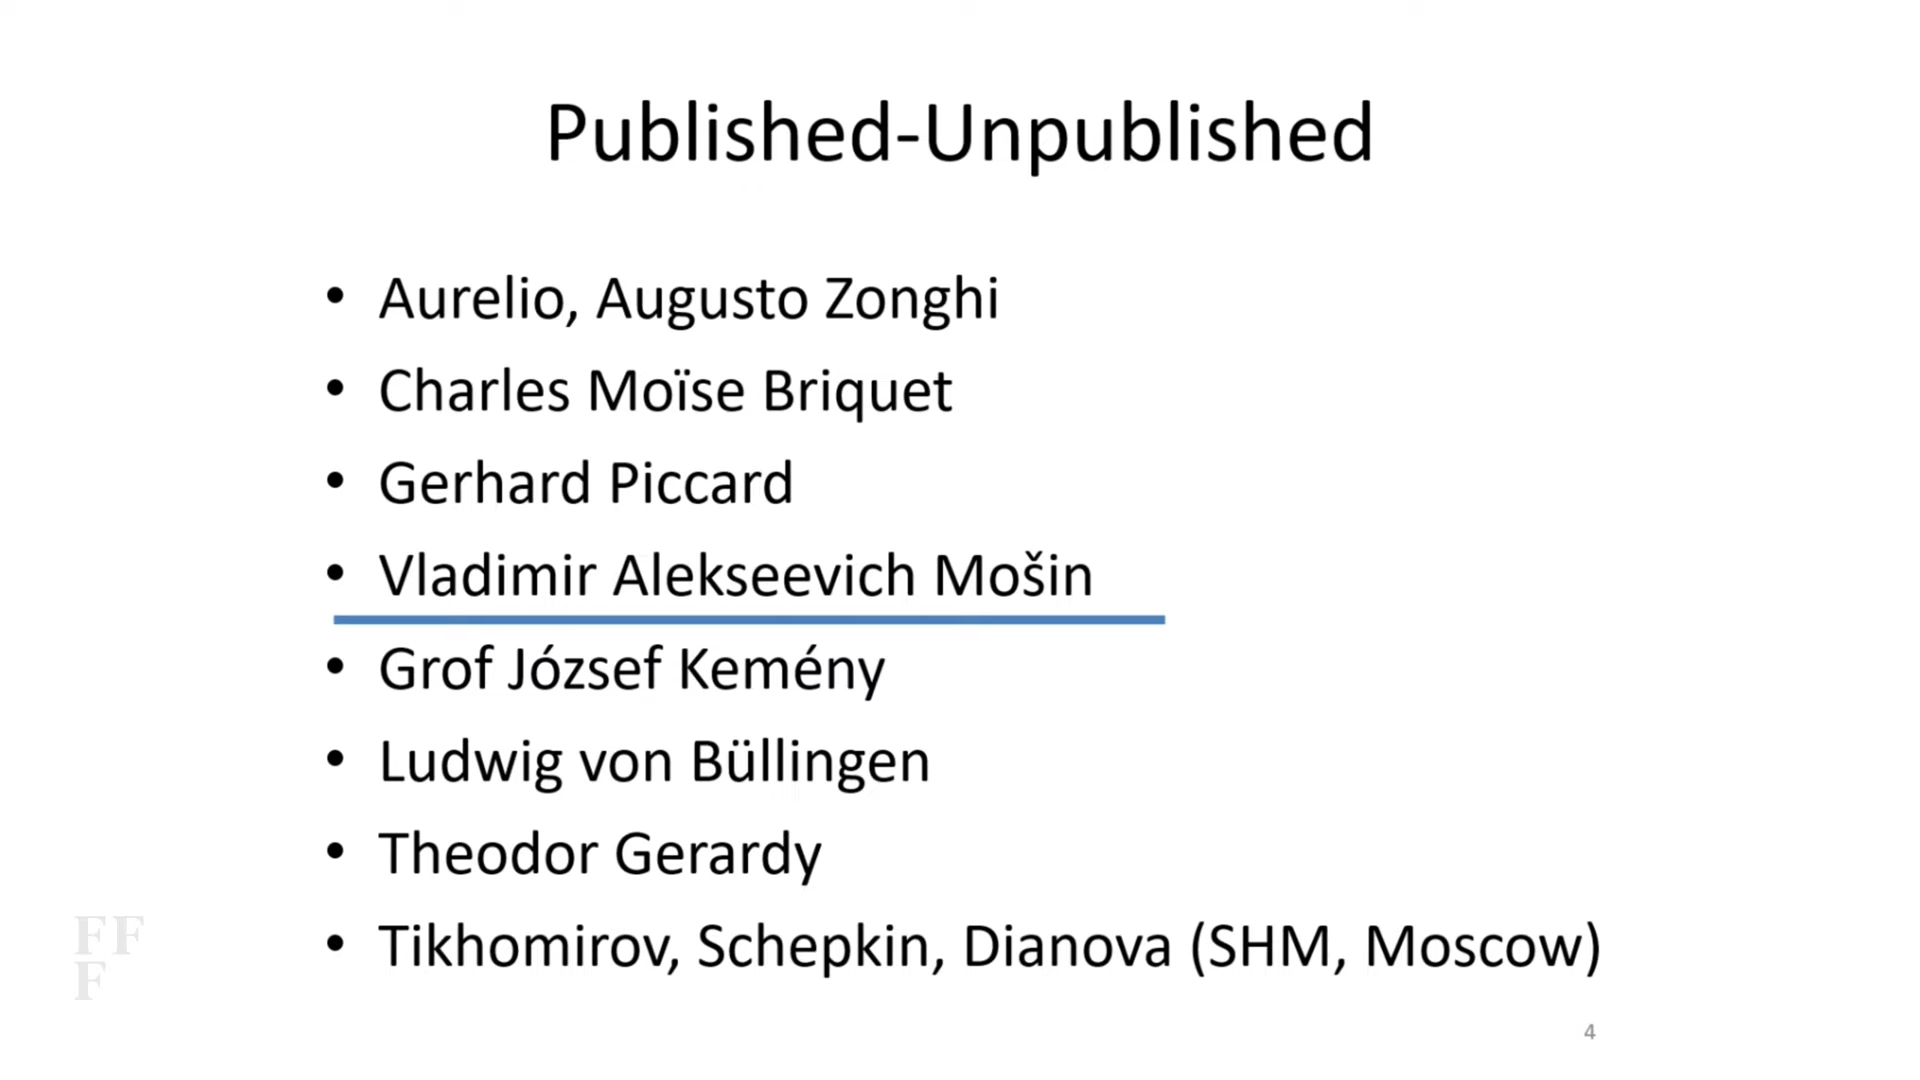 Published-Unpublished
• Aurelio, Augusto Zonghi
• Charles Moïse Briquet
• Gerhard Piccard
• Vladimir Alekseevich Mošin
• Grof József Kemény
• Ludwig von Büllingen
• Theodor Gerardy
• Tikhomirov, Schepkin, Dianova (SHM, Moscow)
FF
F
4